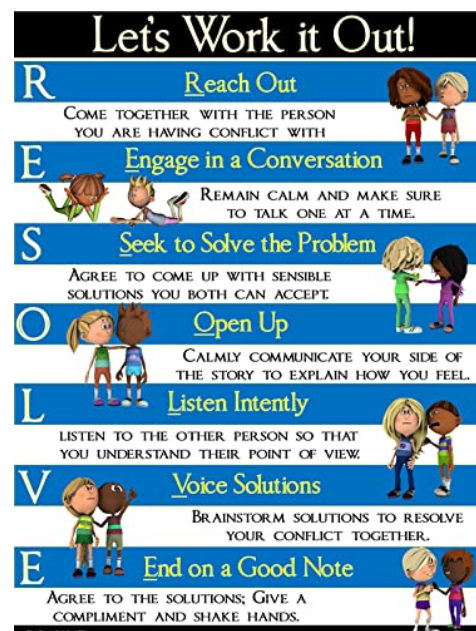 Let's Work it Out!
R
Reach Out
COME TOGETHER WITH THE PERSON
YOU ARE HAVING CONFLICT WITH
E
Engage in a Conversation
REMAIN CALM AND MAKE SURE
TO TALK ONE AT A TIME.
S
Seek to Solve the Problem
AGREE TO COME UP WITH SENSIBLE
SOLUTIONS YOU BOTH CAN ACCEPT.
O
Open Up
CALMLY COMMUNICATE YOUR SIDE OF
THE STORY TO EXPLAIN HOW YOU FEEL.
L
Listen Intently
LISTEN TO THE OTHER PERSON SO THAT
YOU UNDERSTAND THEIR POINT OF VIEW.
V
Voice Solutions
BRAINSTORM SOLUTIONS TO RESOLVE
YOUR CONFLICT TOGETHER.
E
End on a Good Note
AGREE TO THE SOLUTIONS; GIVE A
COMPLIMENT AND SHAKE HANDS.